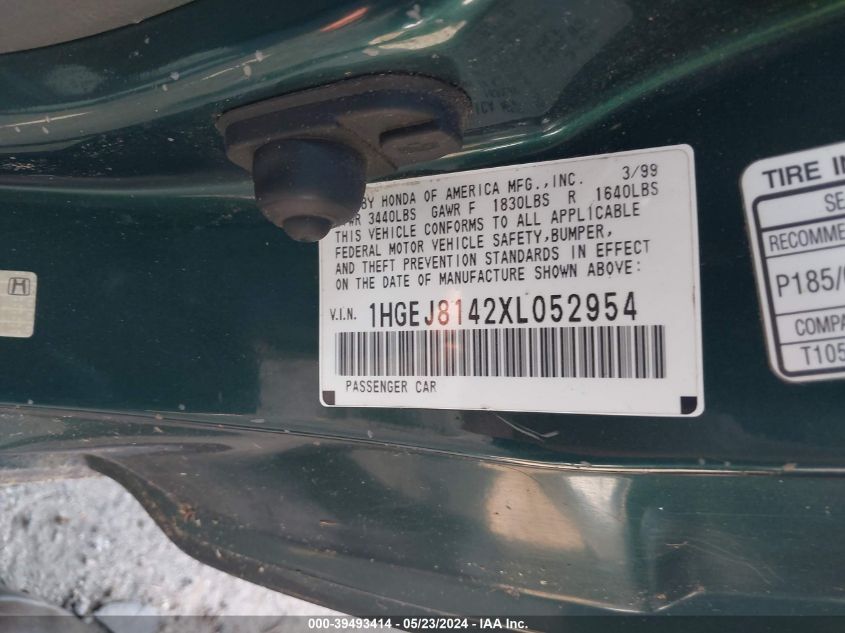 BY HONDA OF AMERICA MFG.,INC. 3/99
3440LBS GAWR F 1830LBS R 1640LBS
THIS VEHICLE CONFORMS TO ALL APPLICABLE
FEDERAL MOTOR VEHICLE SAFETY,BUMPER,
AND THEFT PREVENTION STANDARDS IN EFFECT
ON THE DATE OF MANUFACTURE SHOWN ABOVE:
V.I.N. 1HGEJ8142XL052954
PASSENGER CAR
TIRE IN
SE
RECOMME
P185/
COMPA
T105
000-39493414 - 05/23/2024 - IAA Inc.